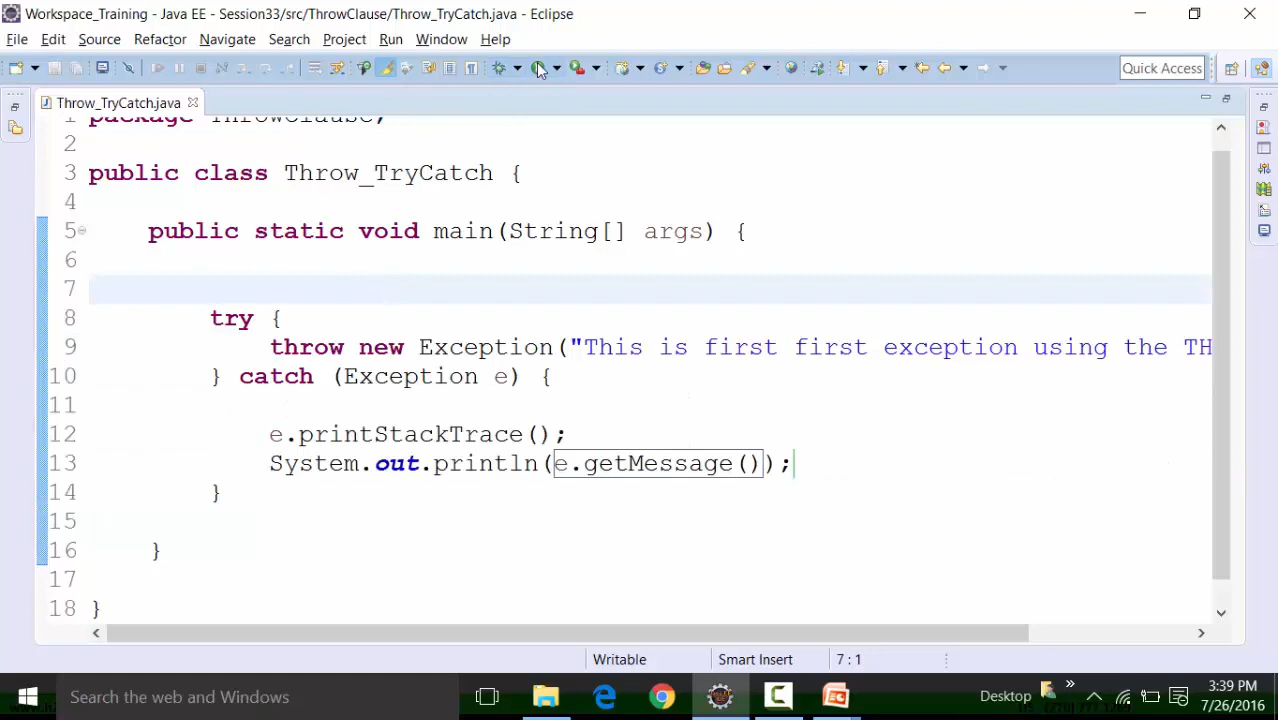 Workspace_Training - Java EE - Session33/src/ThrowClause/Throw_TryCatch.java - Eclipse
File Edit Source Refactor Navigate Search Project Run Window Help
Quick Access
Throw_TryCatch.java
1 package ThrowClause;
2
3 public class Throw_TryCatch {
4
5 public static void main(String[] args) {
6
7
8 try {
9 throw new Exception("This is first first exception using the TH
10 } catch (Exception e) {
11
12 e.printStackTrace();
13 System.out.println(e.getMessage());
14 }
15
16 }
17
18 }
Writable Smart Insert 7 : 1
Search the web and Windows
Desktop
3:39 PM
7/26/2016